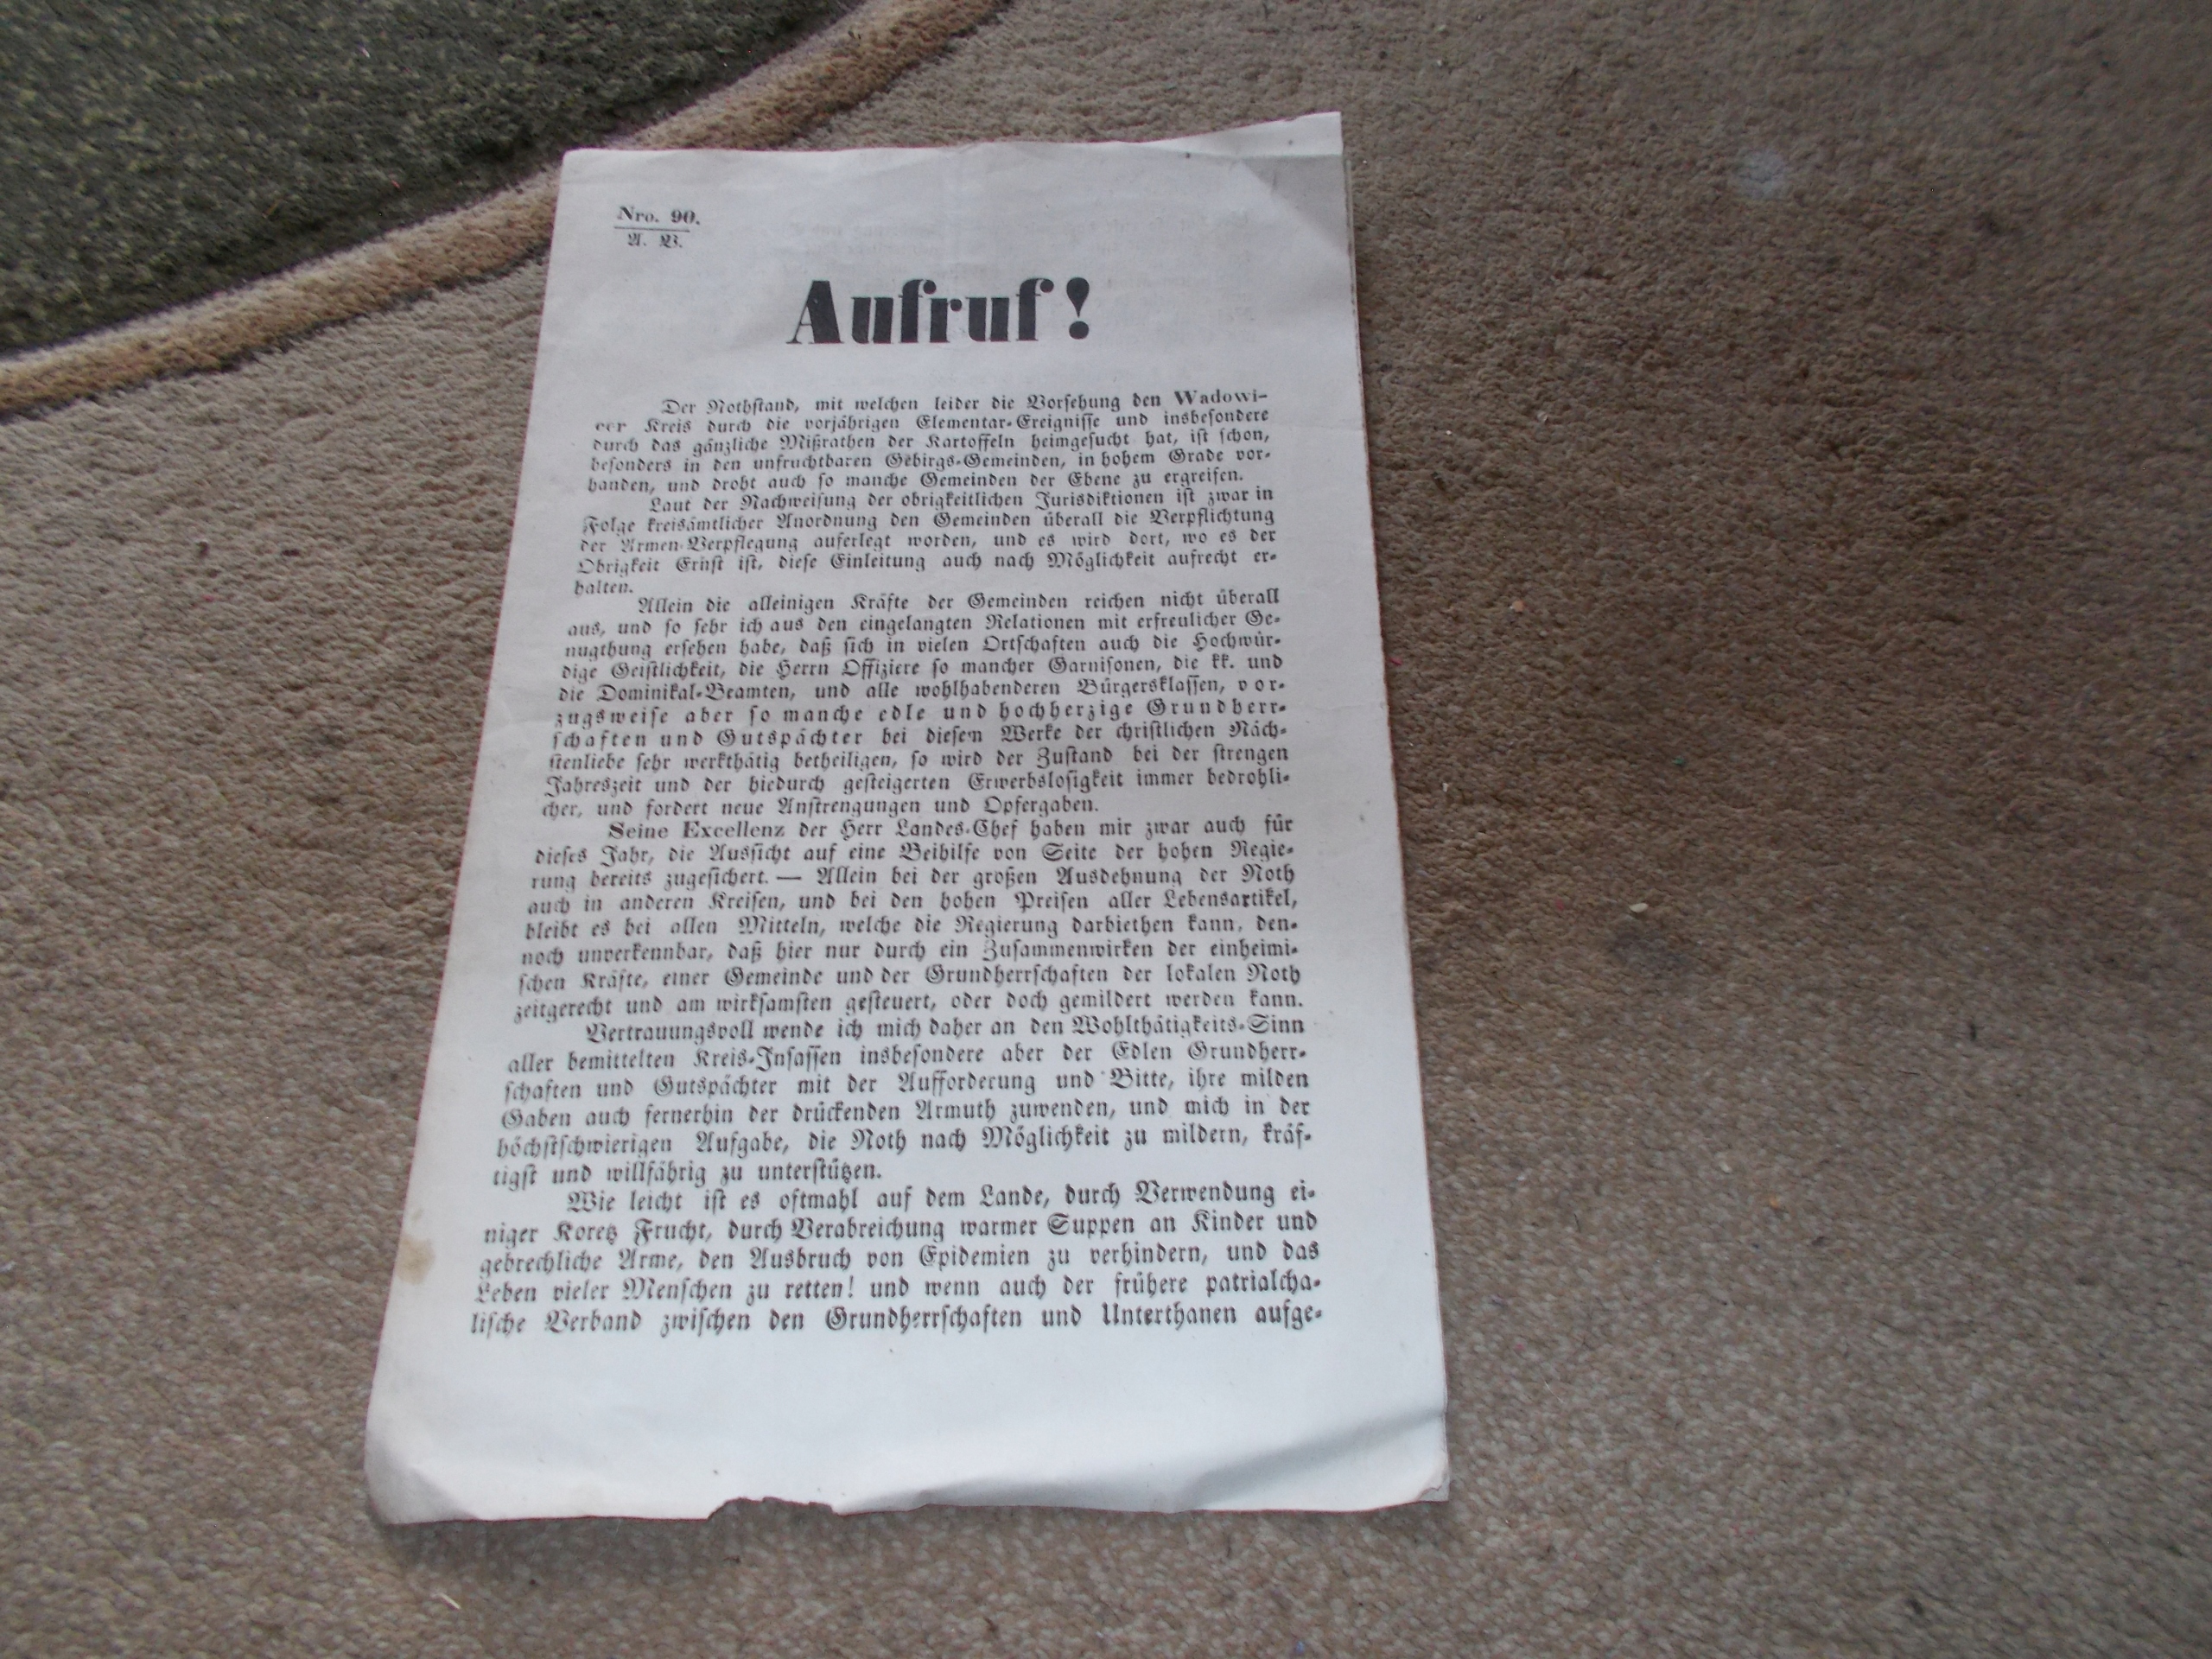 Nro. 90.
A. B.
Aufruf!
Der Nothstand, mit welchen leider die Vorsehung den Wadowi-
cer Kreis durch die vorjährigen Elementar-Ereignisse und insbesondere
durch das gänzliche Mißrathen der Kartoffeln heimgesucht hat, ist schon,
besonders in den unfruchtbaren Gebirgs-Gemeinden, in hohem Grade vor-
handen, und droht auch so manche Gemeinden der Ebene zu ergreifen.
Laut der Nachweisung der obrigkeitlichen Jurisdiktionen ist zwar in
Folge kreisämtlicher Anordnung den Gemeinden überall die Verpflichtung
der Armen-Verpflegung auferlegt worden, und es wird dort, wo es der
Obrigkeit Ernst ist, diese Einleitung auch nach Möglichkeit aufrecht er-
halten.
Allein die alleinigen Kräfte der Gemeinden reichen nicht überall
aus, und so sehr ich aus den eingelangten Relationen mit erfreulicher Ge-
nugthung ersehen habe, daß sich in vielen Ortschaften auch die Hochwür-
dige Geistlichkeit, die Herrn Offiziere so mancher Garnisonen, die kk. und
die Dominikal-Beamten, und alle wohlhabenderen Bürgersklassen, vor-
zugsweise aber so manche edle und hochherzige Grundherr-
schaften und Gutspächter bei diesem Werke der christlichen Näch-
stenliebe sehr werkthätig betheiligen, so wird der Zustand bei der strengen
Jahreszeit und der hiedurch gesteigerten Erwerbslosigkeit immer bedrohli-
cher, und fordert neue Anstrengungen und Opfergaben.
Seine Excellenz der Herr Landes-Chef haben mir zwar auch für
dieses Jahr, die Aussicht auf eine Beihilfe von Seite der hohen Regie-
rung bereits zugesichert. — Allein bei der großen Ausdehnung der Noth
auch in anderen Kreisen, und bei den hohen Preisen aller Lebensartikel,
bleibt es bei allen Mitteln, welche die Regierung darbiethen kann, den-
noch unverkennbar, daß hier nur durch ein Zusammenwirken der einheimi-
schen Kräfte, einer Gemeinde und der Grundherrschaften der lokalen Noth
zeitgerecht und am wirksamsten gesteuert, oder doch gemildert werden kann.
Vertrauungsvoll wende ich mich daher an den Wohlthätigkeits-Sinn
aller bemittelten Kreis-Insassen insbesondere aber der Edlen Grundherr-
schaften und Gutspächter mit der Aufforderung und Bitte, ihre milden
Gaben auch fernerhin der drückenden Armuth zuwenden, und mich in der
höchstschwierigen Aufgabe, die Noth nach Möglichkeit zu mildern, kräf-
tigst und willfährig zu unterstützen.
Wie leicht ist es oftmahl auf dem Lande, durch Verwendung ei-
niger Koretz Frucht, durch Verabreichung warmer Suppen an Kinder und
gebrechliche Arme, den Ausbruch von Epidemien zu verhindern, und das
Leben vieler Menschen zu retten! und wenn auch der frühere patrialcha-
lische Verband zwischen den Grundherrschaften und Unterthanen aufge-